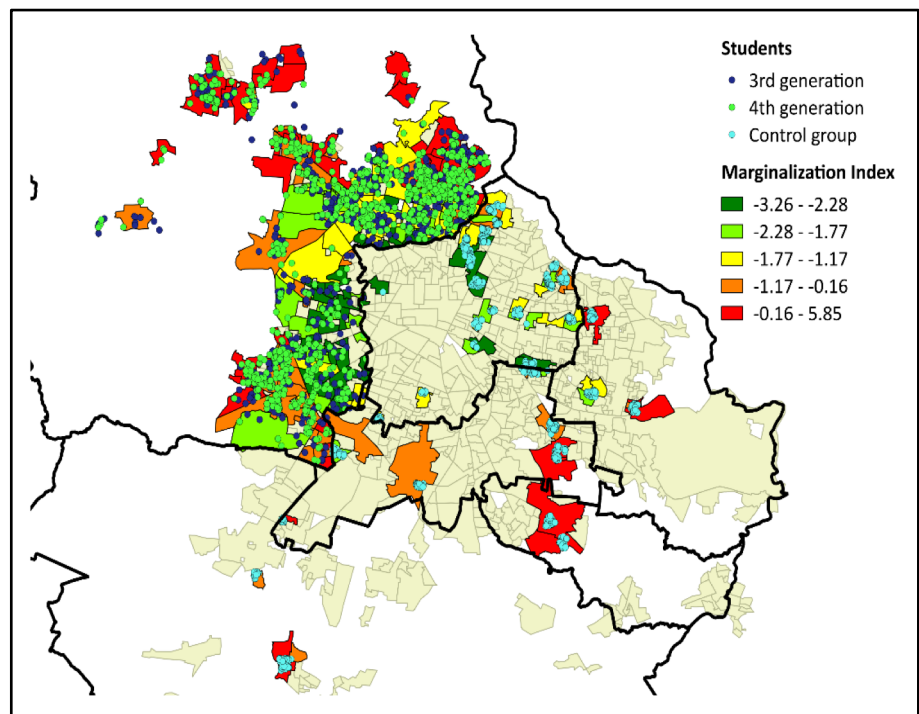 Students
3rd generation
4th generation
Control group
Marginalization Index
-3.26 - -2.28
-2.28 - -1.77
-1.77 - -1.17
-1.17 - -0.16
-0.16 - 5.85